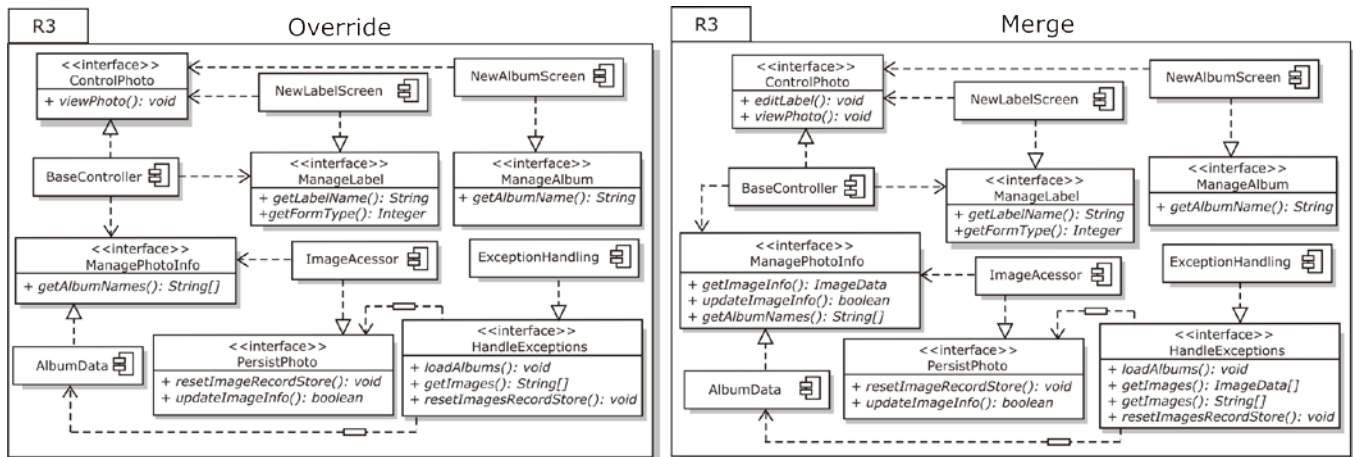 R3
Override
<<interface>>
ControlPhoto
+ viewPhoto(): void
NewLabelScreen
NewAlbumScreen
BaseController
<<interface>>
ManageLabel
+ getLabelName(): String
+getFormType(): Integer
<<interface>>
ManageAlbum
+ getAlbumName(): String
<<interface>>
ManagePhotoInfo
+ getAlbumNames(): String[]
ImageAcessor
ExceptionHandling
AlbumData
<<interface>>
PersistPhoto
+ resetImageRecordStore(): void
+ updateImageInfo(): boolean
<<interface>>
HandleExceptions
+ loadAlbums(): void
+ getImages(): String[]
+ resetImagesRecordStore(): void
R3
Merge
<<interface>>
ControlPhoto
+ editLabel(): void
+ viewPhoto(): void
NewLabelScreen
NewAlbumScreen
BaseController
<<interface>>
ManageLabel
+ getLabelName(): String
+getFormType(): Integer
<<interface>>
ManageAlbum
+ getAlbumName(): String
<<interface>>
ManagePhotoInfo
+ getImageInfo(): ImageData
+ updateImageInfo(): boolean
+ getAlbumNames(): String[]
ImageAcessor
ExceptionHandling
AlbumData
<<interface>>
PersistPhoto
+ resetImageRecordStore(): void
+ updateImageInfo(): boolean
<<interface>>
HandleExceptions
+ loadAlbums(): void
+ getImages(): ImageData[]
+ getImages(): String[]
+ resetImagesRecordStore(): void